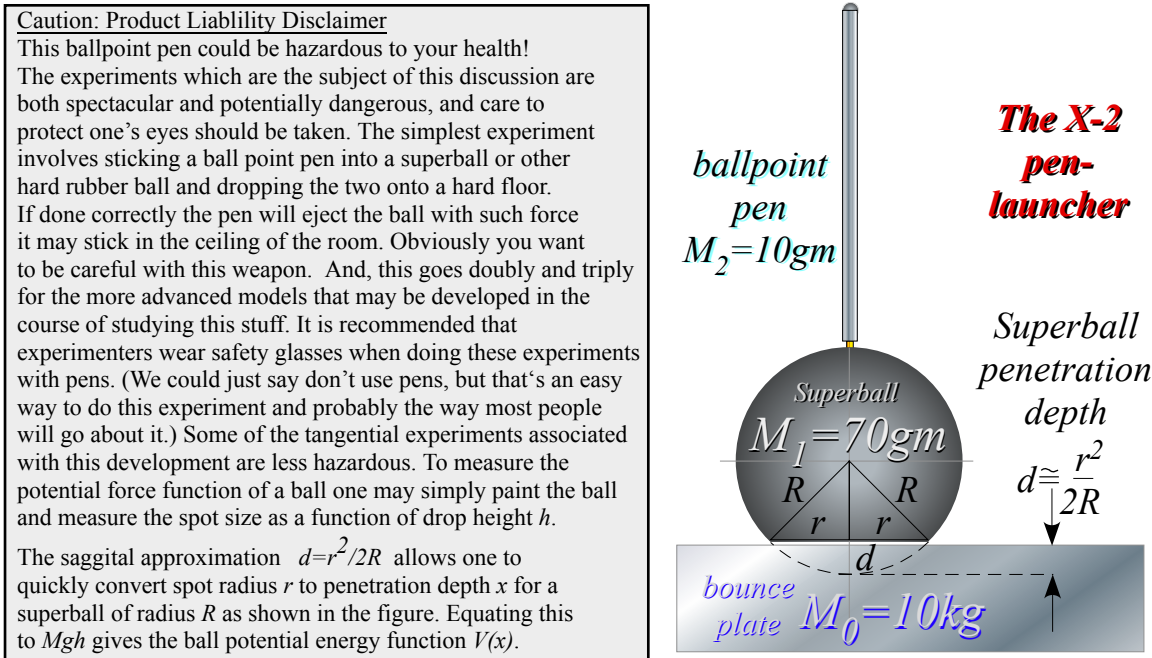 Caution: Product Liablility Disclaimer
This ballpoint pen could be hazardous to your health!
The experiments which are the subject of this discussion are
both spectacular and potentially dangerous, and care to
protect one's eyes should be taken. The simplest experiment
involves sticking a ball point pen into a superball or other
hard rubber ball and dropping the two onto a hard floor.
If done correctly the pen will eject the ball with such force
it may stick in the ceiling of the room. Obviously you want
to be careful with this weapon.  And, this goes doubly and triply
for the more advanced models that may be developed in the
course of studying this stuff. It is recommended that
experimenters wear safety glasses when doing these experiments
with pens. (We could just say don't use pens, but that‘s an easy
way to do this experiment and probably the way most people
will go about it.) Some of the tangential experiments associated
with this development are less hazardous. To measure the
potential force function of a ball one may simply paint the ball
and measure the spot size as a function of drop height h.
The saggital approximation   d=r²/2R  allows one to
quickly convert spot radius r to penetration depth x for a
superball of radius R as shown in the figure. Equating this
to Mgh gives the ball potential energy function V(x).
ballpoint
pen
M₂=10gm
The X-2
pen-
launcher
Superball
penetration
depth
d≅ r²/2R
Superball
M₁=70gm
R R
r r
d
bounce
plate M₀=10kg